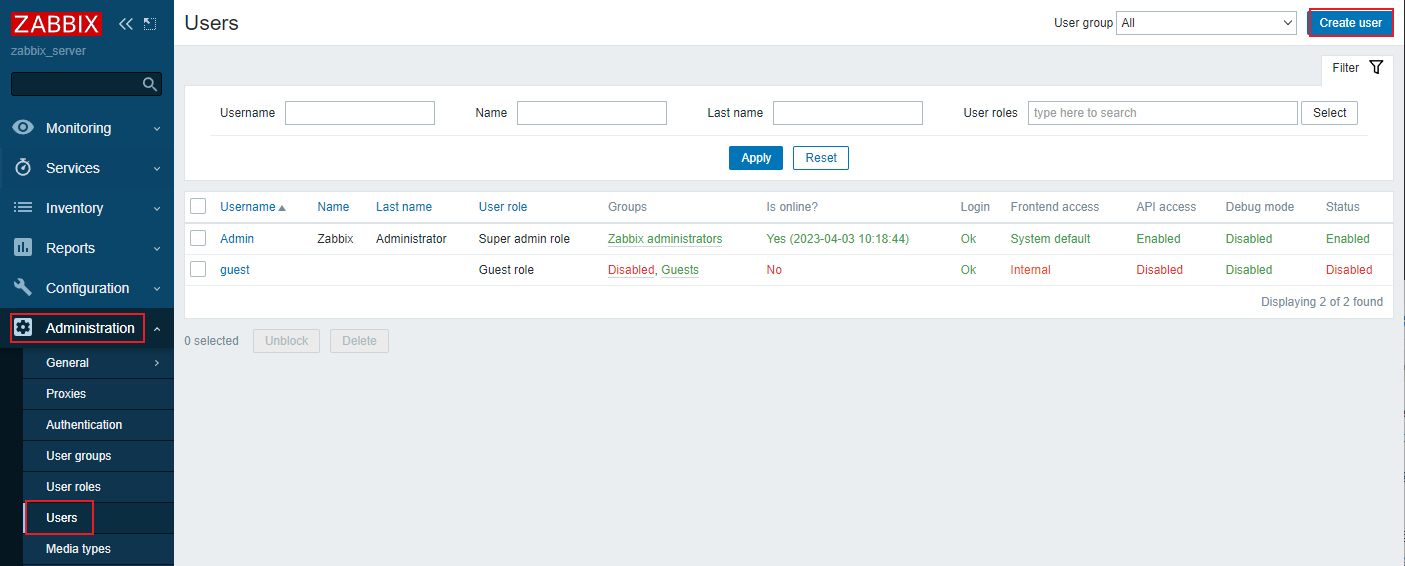 ZABBIX
zabbix_server
Monitoring
Services
Inventory
Reports
Configuration
Administration
General
Proxies
Authentication
User groups
User roles
Users
Media types
Users
User group All Create user
Filter
Username Name Last name User roles type here to search Select
Apply Reset
Username Name Last name User role Groups Is online? Login Frontend access API access Debug mode Status
Admin Zabbix Administrator Super admin role Zabbix administrators Yes (2023-04-03 10:18:44) Ok System default Enabled Disabled Enabled
guest Guest role Disabled, Guests No Ok Internal Disabled Disabled Disabled
Displaying 2 of 2 found
0 selected Unblock Delete